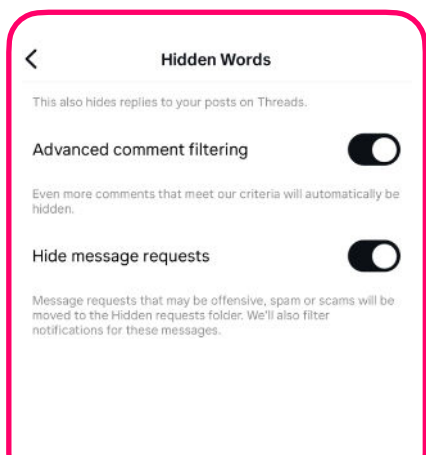 Hidden Words
This also hides replies to your posts on Threads.
Advanced comment filtering
Even more comments that meet our criteria will automatically be
hidden.
Hide message requests
Message requests that may be offensive, spam or scams will be
moved to the Hidden requests folder. We'll also filter
notifications for these messages.